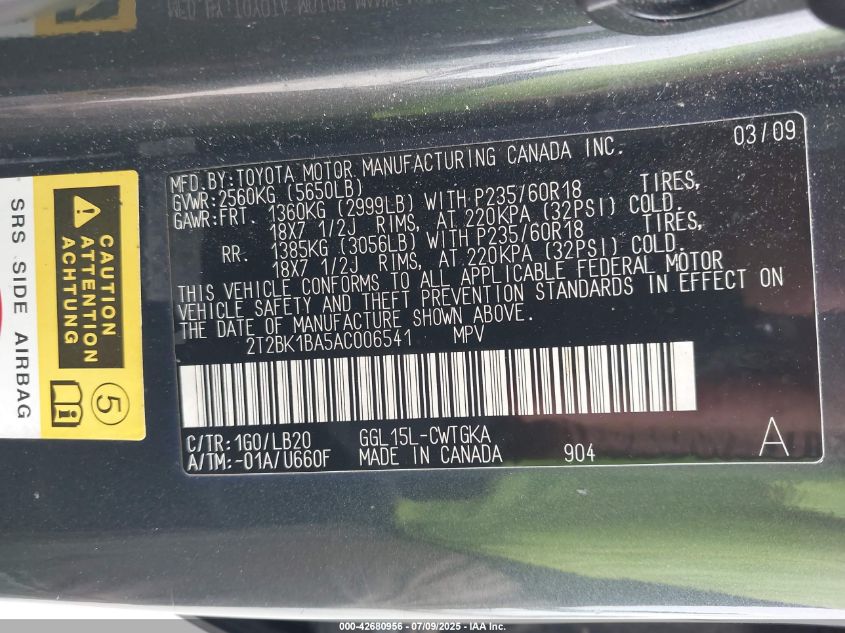 03/09
MFD.BY:TOYOTA MOTOR MANUFACTURING CANADA INC.
GVWR:2560KG (5650LB)
GAWR:FRT. 1360KG (2999LB) WITH P235/60R18 TIRES,
18X7 1/2J RIMS, AT 220KPA (32PSI) COLD.
RR. 1385KG (3056LB) WITH P235/60R18 TIRES,
18X7 1/2J RIMS, AT 220KPA (32PSI) COLD.
THIS VEHICLE CONFORMS TO ALL APPLICABLE FEDERAL MOTOR
VEHICLE SAFETY AND THEFT PREVENTION STANDARDS IN EFFECT ON
THE DATE OF MANUFACTURE SHOWN ABOVE.
2T2BK1BA5AC006541 MPV
C/TR:1G0/LB20 GGL15L-CWTGKA
A/TM:-01A/U660F MADE IN CANADA 904 A
SRS SIDE AIRBAG
CAUTION
ATTENTION
ACHTUNG
5
000-42680956 - 07/09/2025 - IAA Inc.